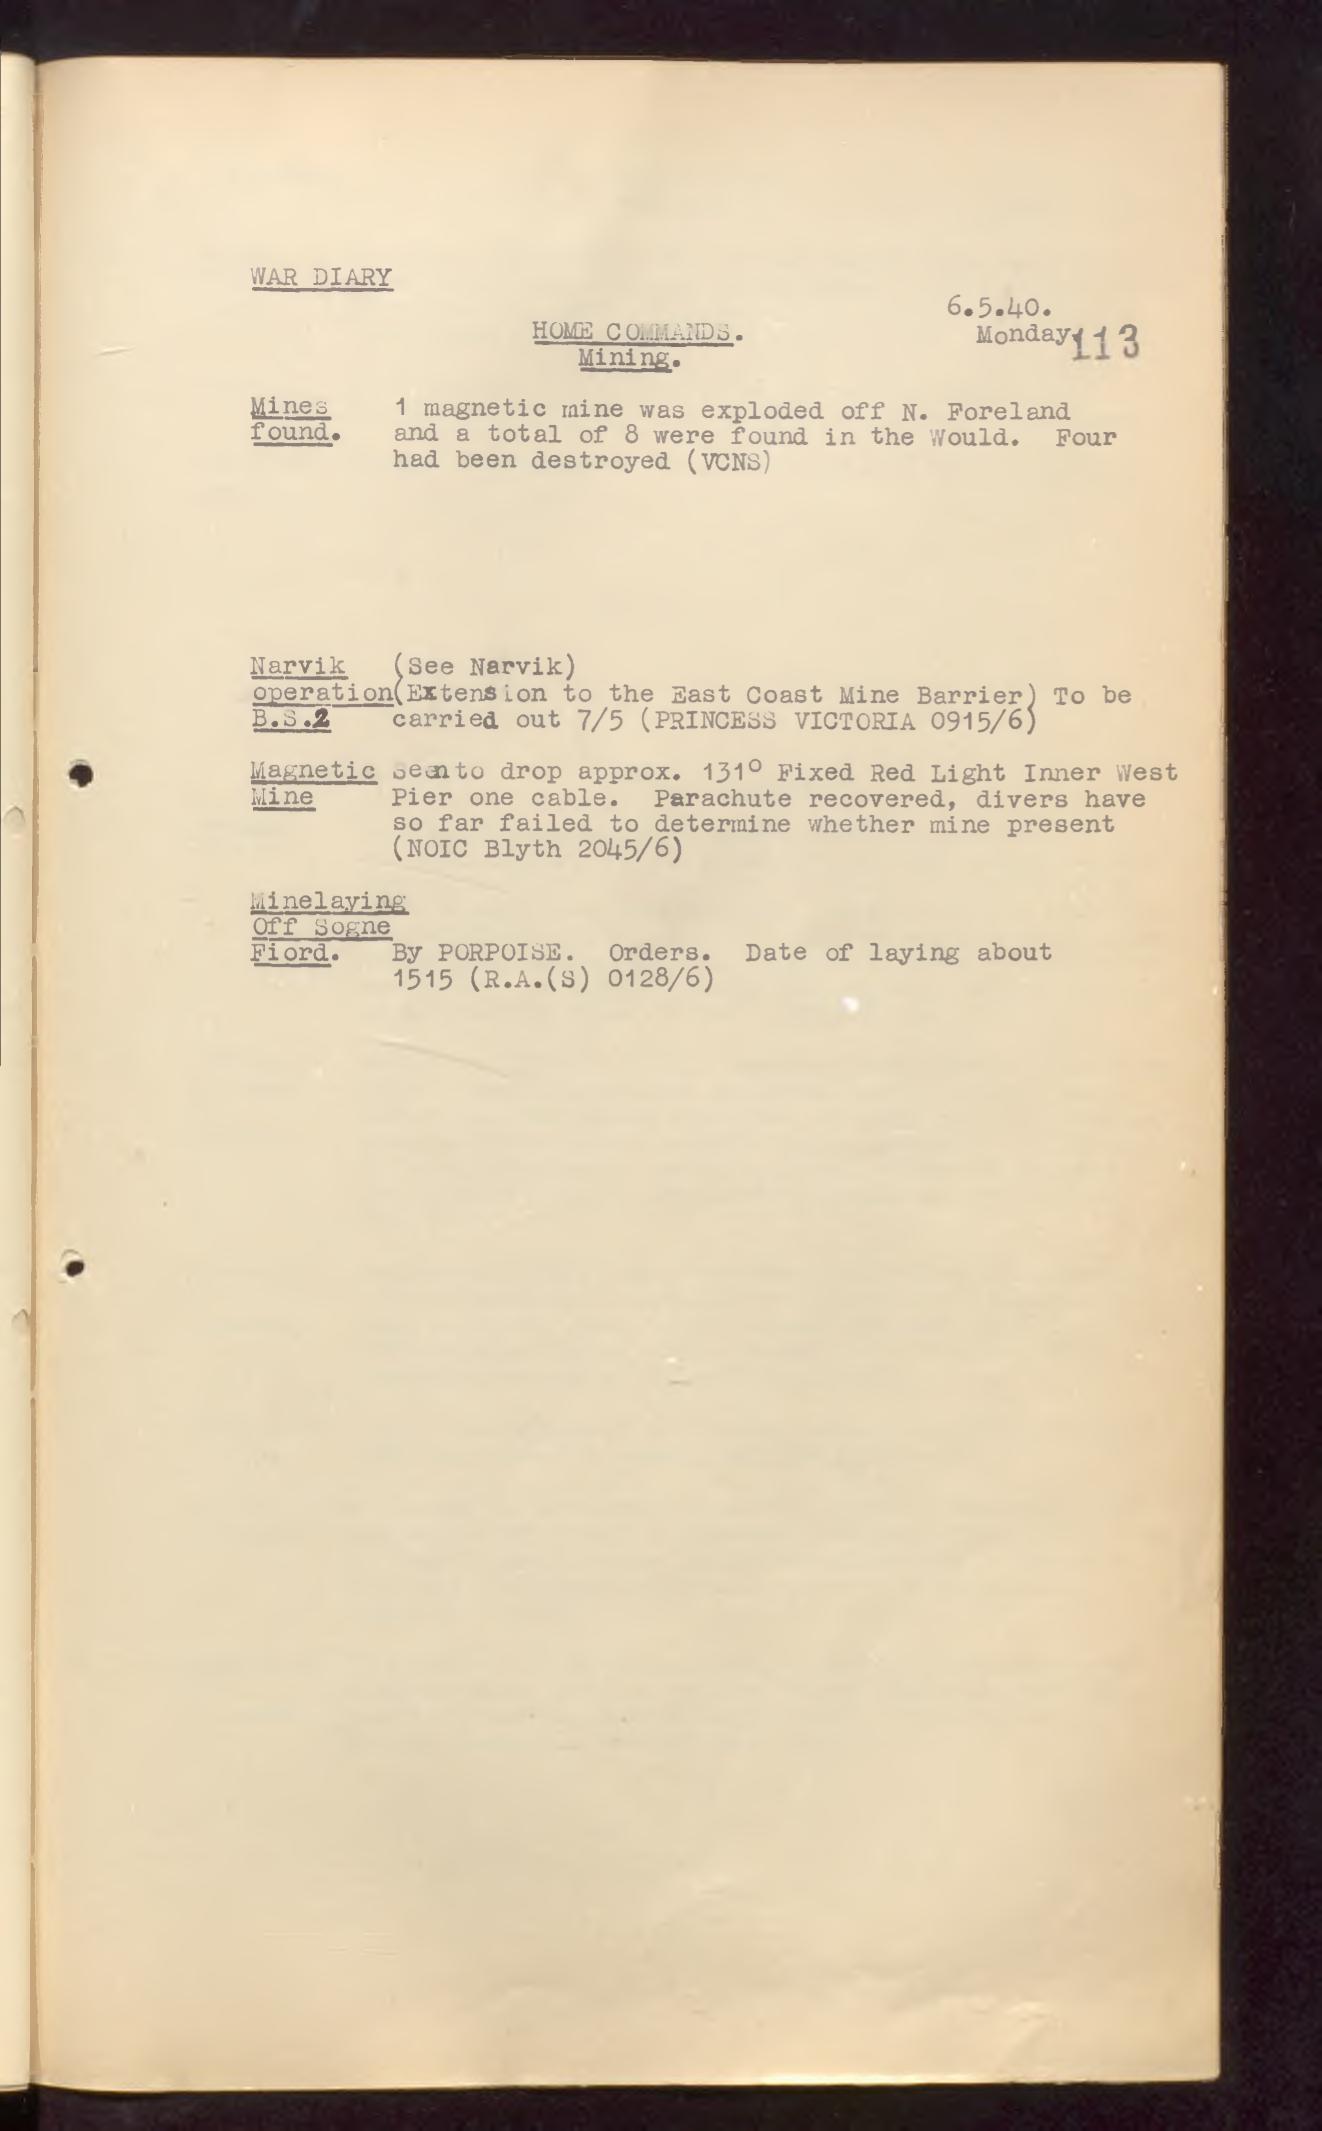 WAR DIARY
6.5.40.
HOME COMMANDS. Monday 113
Mining.
Mines 1 magnetic mine was exploded off N. Foreland
found. and a total of 8 were found in the Would. Four
had been destroyed (VCNS)
Narvik (See Narvik)
operation (Extension to the East Coast Mine Barrier) To be
B.S.2 carried out 7/5 (PRINCESS VICTORIA 0915/6)
Magnetic Seen to drop approx. 131° Fixed Red Light Inner West
Mine Pier one cable. Parachute recovered, divers have
so far failed to determine whether mine present
(NOIC Blyth 2045/6)
Minelaying
Off Sogne
Fiord. By PORPOISE. Orders. Date of laying about
1515 (R.A.(S) 0128/6)